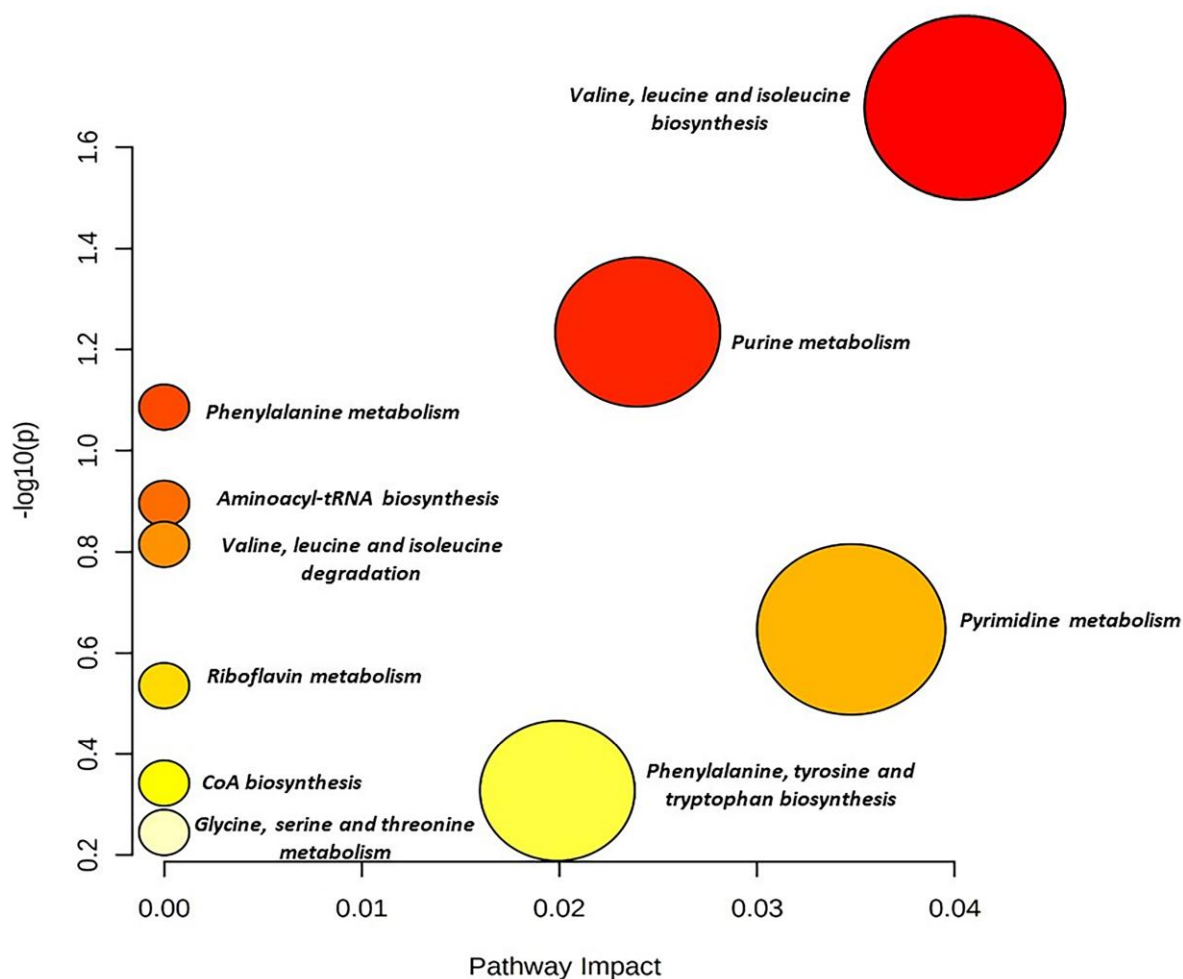 Valine, leucine and isoleucine
biosynthesis
1.6
1.4
1.2
Purine metabolism
Phenylalanine metabolism
1.0
-log10(p)
Aminoacyl-tRNA biosynthesis
0.8
Valine, leucine and isoleucine
degradation
Pyrimidine metabolism
0.6
Riboflavin metabolism
0.4
Phenylalanine, tyrosine and
tryptophan biosynthesis
CoA biosynthesis
Glycine, serine and threonine
metabolism
0.2
0.00 0.01 0.02 0.03 0.04
Pathway Impact